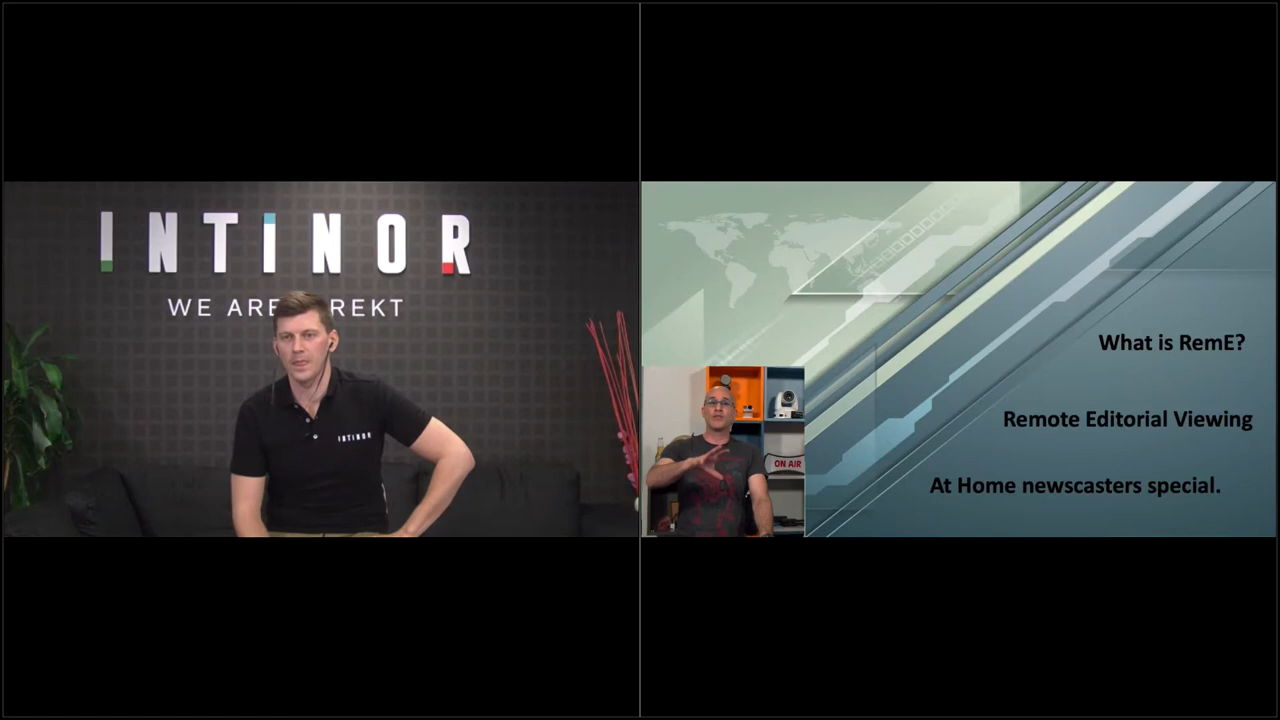 INTINOR
WE ARE REKT
INTINOR
What is RemE?
Remote Editorial Viewing
At Home newscasters special.
ON AIR